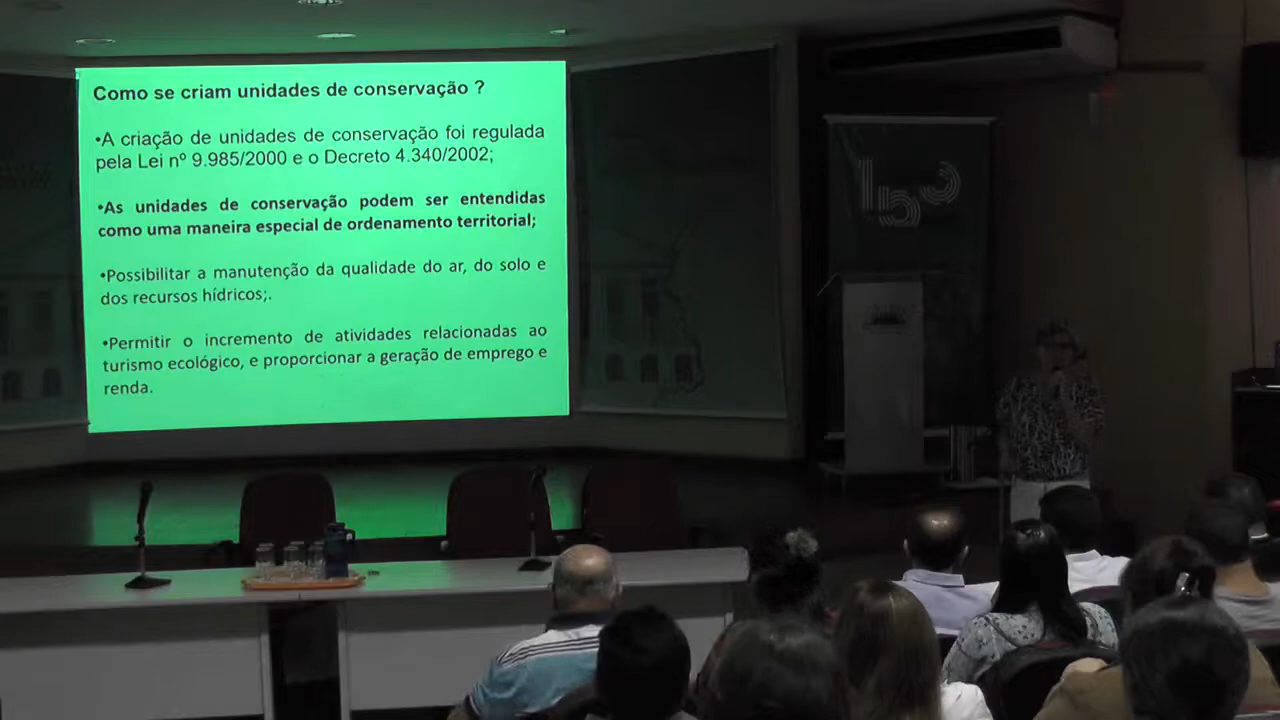 Como se criam unidades de conservação ?
•A criação de unidades de conservação foi regulada
pela Lei nº 9.985/2000 e o Decreto 4.340/2002;
•As unidades de conservação podem ser entendidas
como uma maneira especial de ordenamento territorial;
•Possibilitar a manutenção da qualidade do ar, do solo e
dos recursos hídricos;.
•Permitir o incremento de atividades relacionadas ao
turismo ecológico, e proporcionar a geração de emprego e
renda.
150